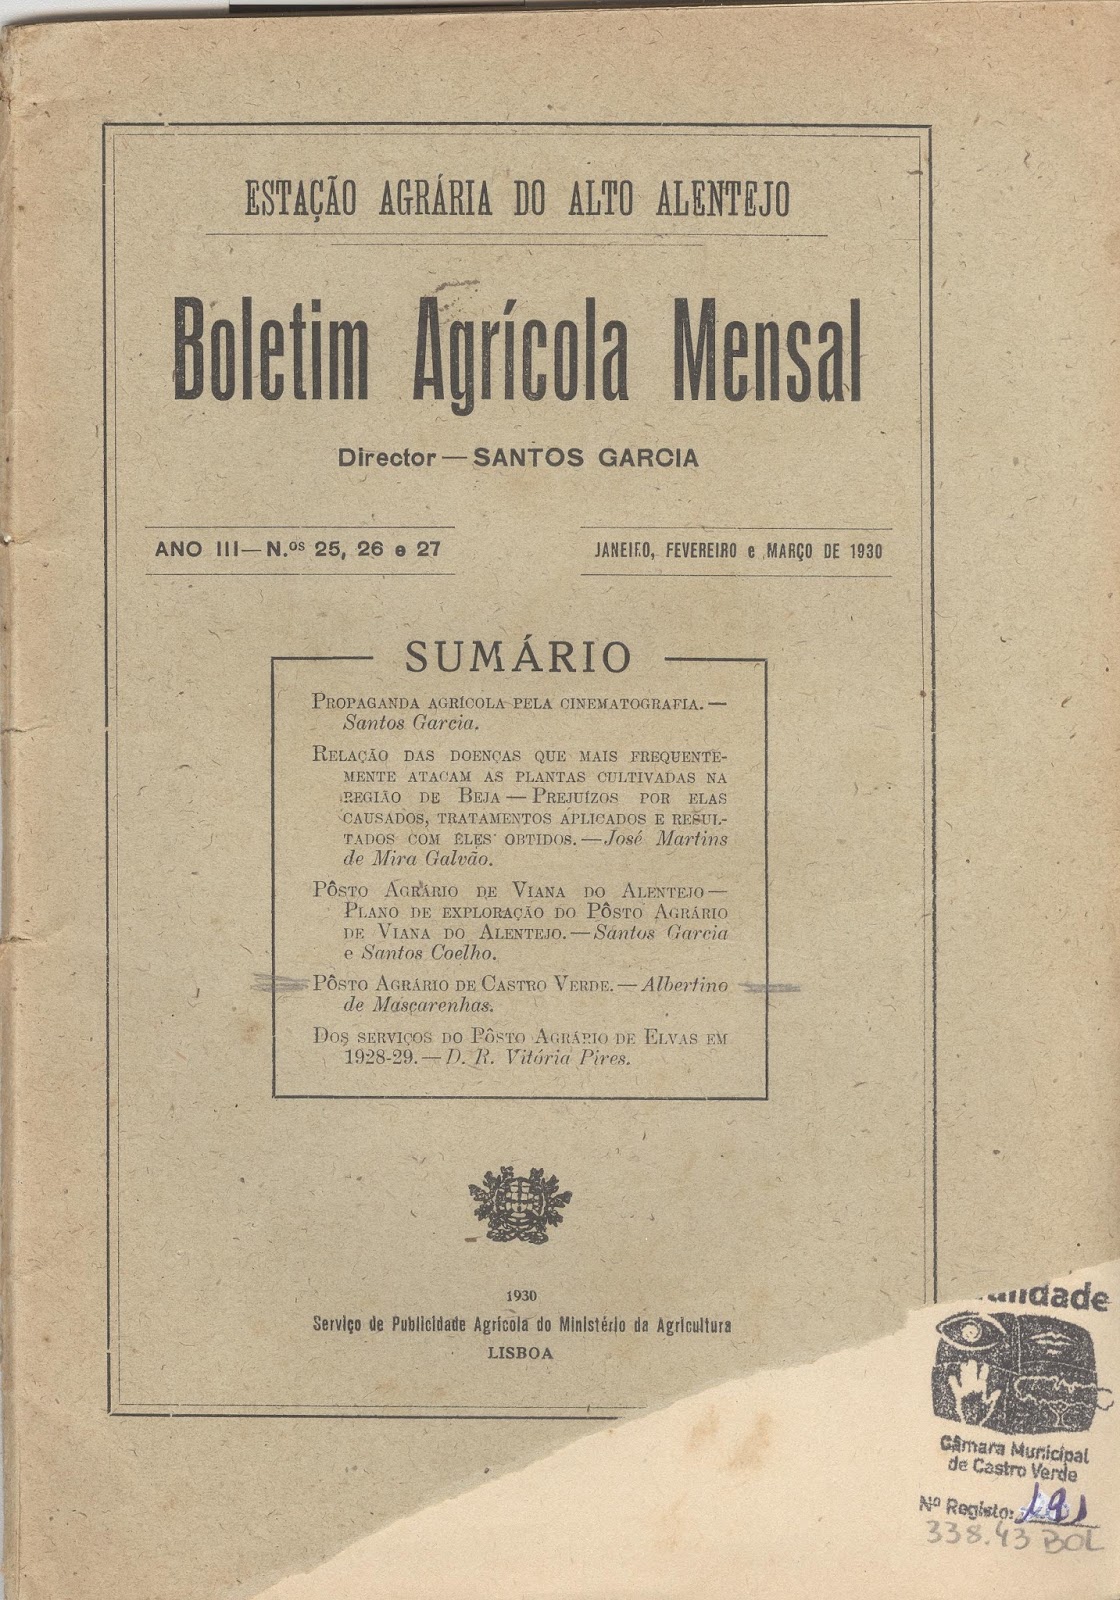 ESTAÇÃO AGRÁRIA DO ALTO ALENTEJO
Boletim Agrícola Mensal
Director — SANTOS GARCIA
ANO III — N.os 25, 26 e 27
JANEIRO, FEVEREIRO e MARÇO DE 1930
SUMÁRIO
PROPAGANDA AGRÍCOLA PELA CINEMATOGRAFIA. —
Santos Garcia.
RELAÇÃO DAS DOENÇAS QUE MAIS FREQUENTE-
MENTE ATACAM AS PLANTAS CULTIVADAS NA
REGIÃO DE BEJA — PREJUÍZOS POR ELAS
CAUSADOS, TRATAMENTOS APLICADOS E RESUL-
TADOS COM ÊLES OBTIDOS. — José Martins
de Mira Galvão.
PÔSTO AGRÁRIO DE VIANA DO ALENTEJO —
PLANO DE EXPLORAÇÃO DO PÔSTO AGRÁRIO
DE VIANA DO ALENTEJO. — Santos Garcia
e Santos Coelho.
PÔSTO AGRÁRIO DE CASTRO VERDE. — Albertino
de Mascarenhas.
DOS SERVIÇOS DO PÔSTO AGRÁRIO DE ELVAS EM
1928-29. — D. R. Vitória Pires.
1930
Serviço de Publicidade Agrícola do Ministério da Agricultura
LISBOA
Câmara Municipal
de Castro Verde
Nº Registo: 191
338.43 BOL